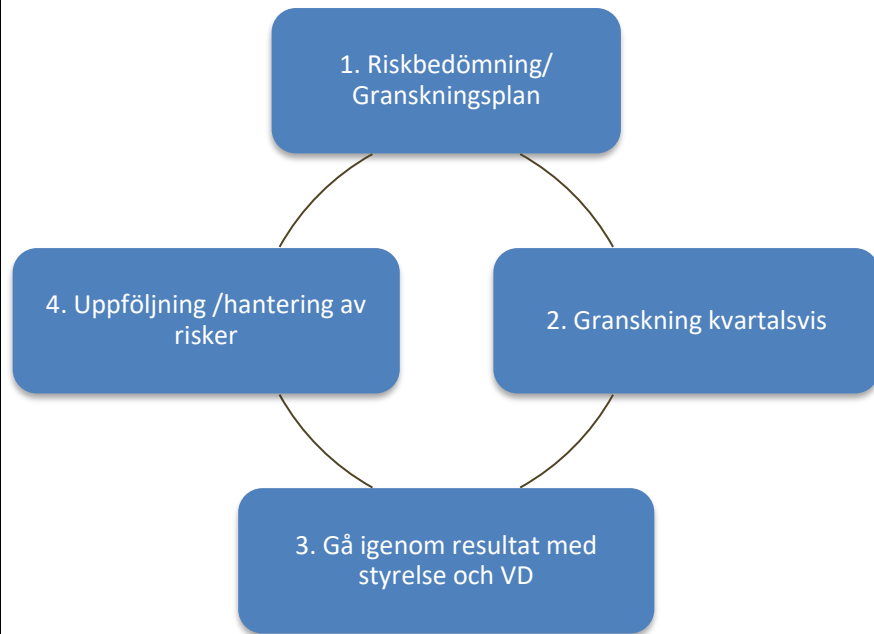 1. Riskbedömning/
Granskningsplan
4. Uppföljning /hantering av
risker
2. Granskning kvartalsvis
3. Gå igenom resultat med
styrelse och VD